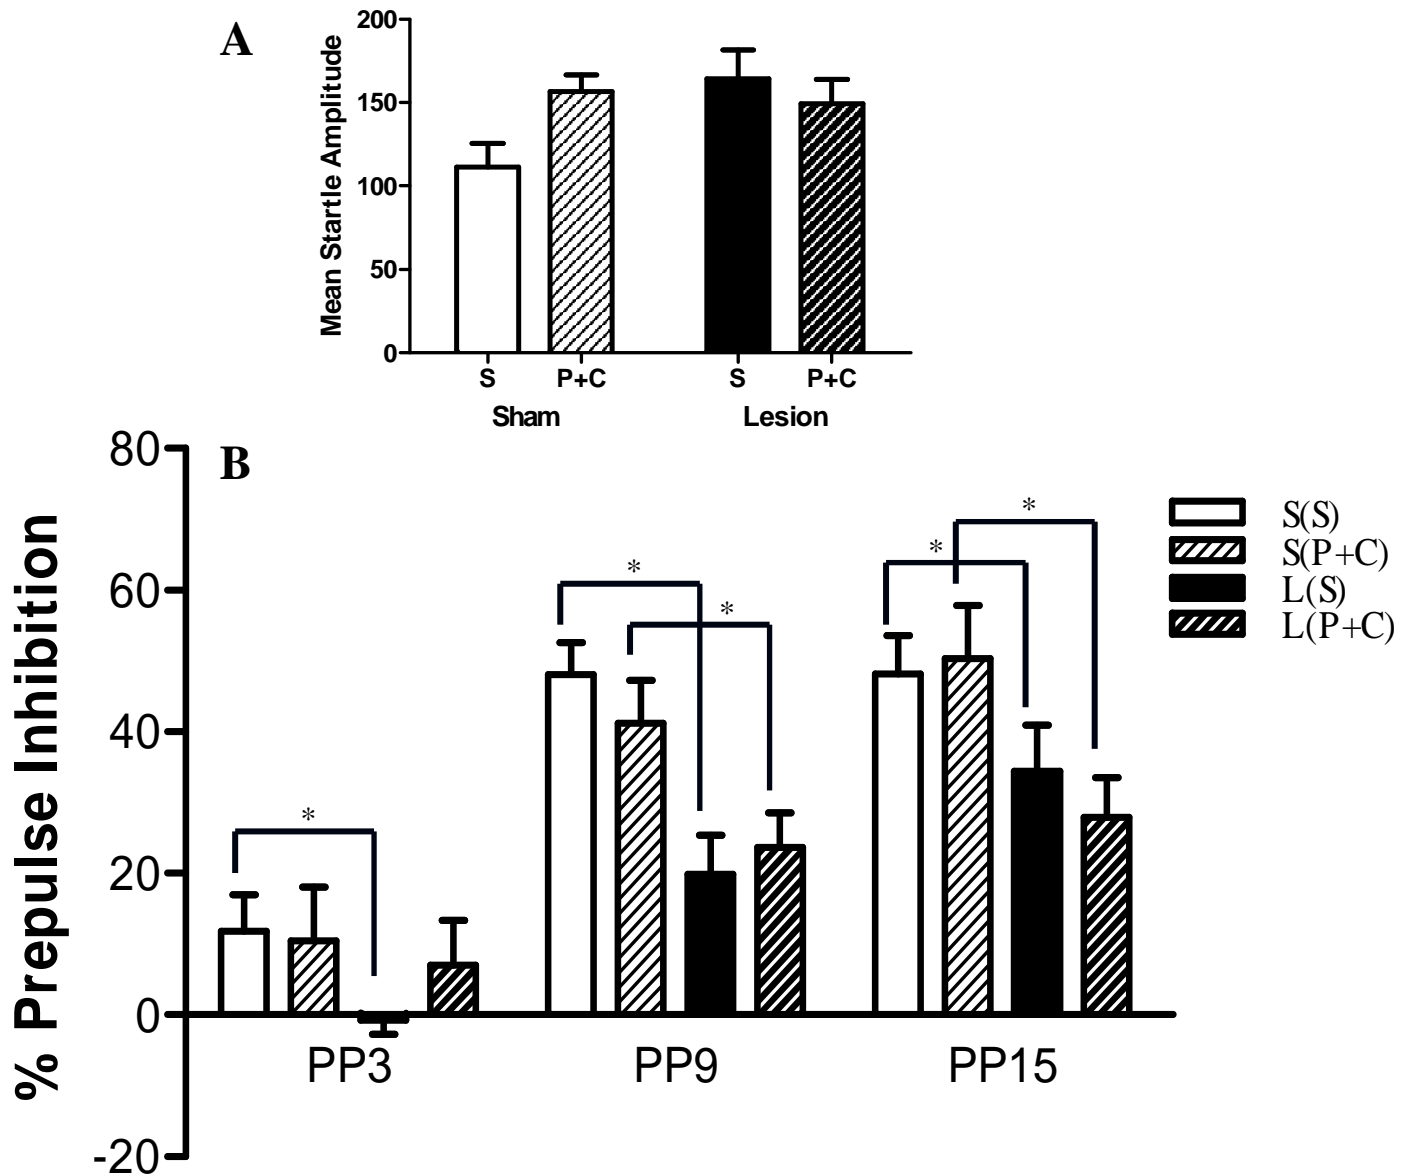 A
Mean Startle Amplitude
200
150
100
50
0
S P+C S P+C
Sham Lesion
B
% Prepulse Inhibition
80
60
40
20
0
-20
*
*
*
*
*
PP3 PP9 PP15
S(S)
S(P+C)
L(S)
L(P+C)